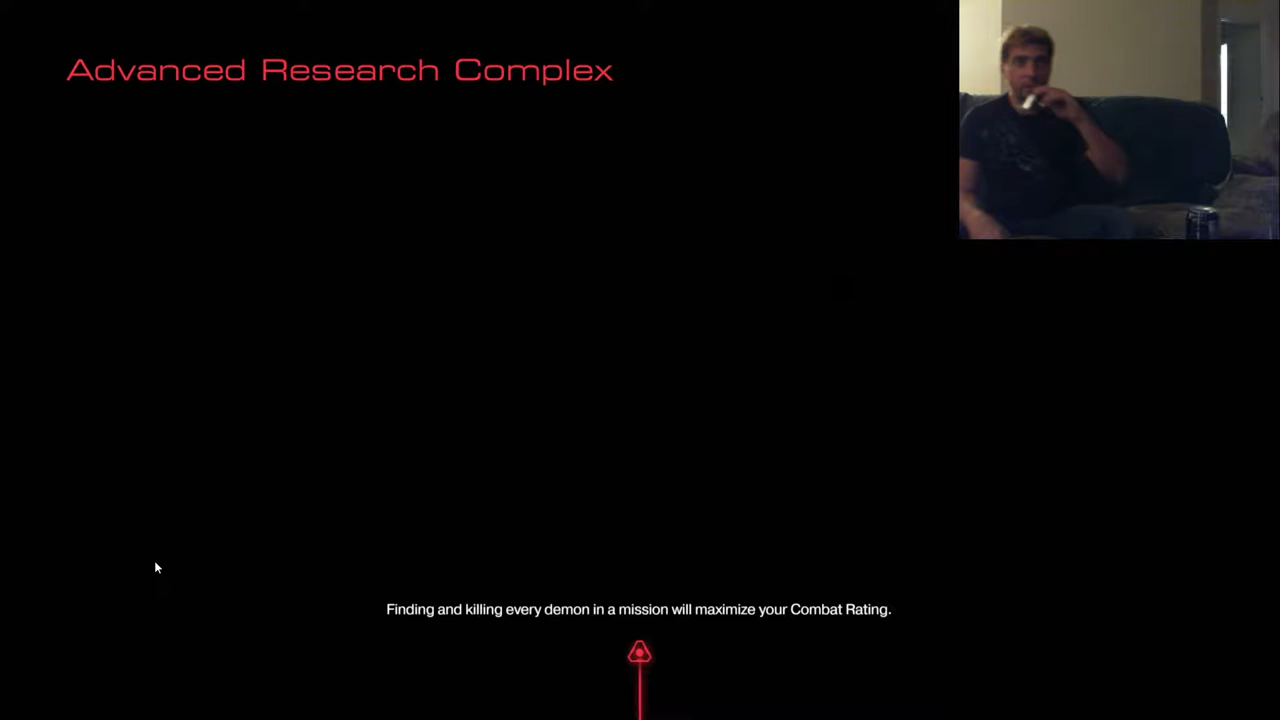 Advanced Research Complex
Finding and killing every demon in a mission will maximize your Combat Rating.